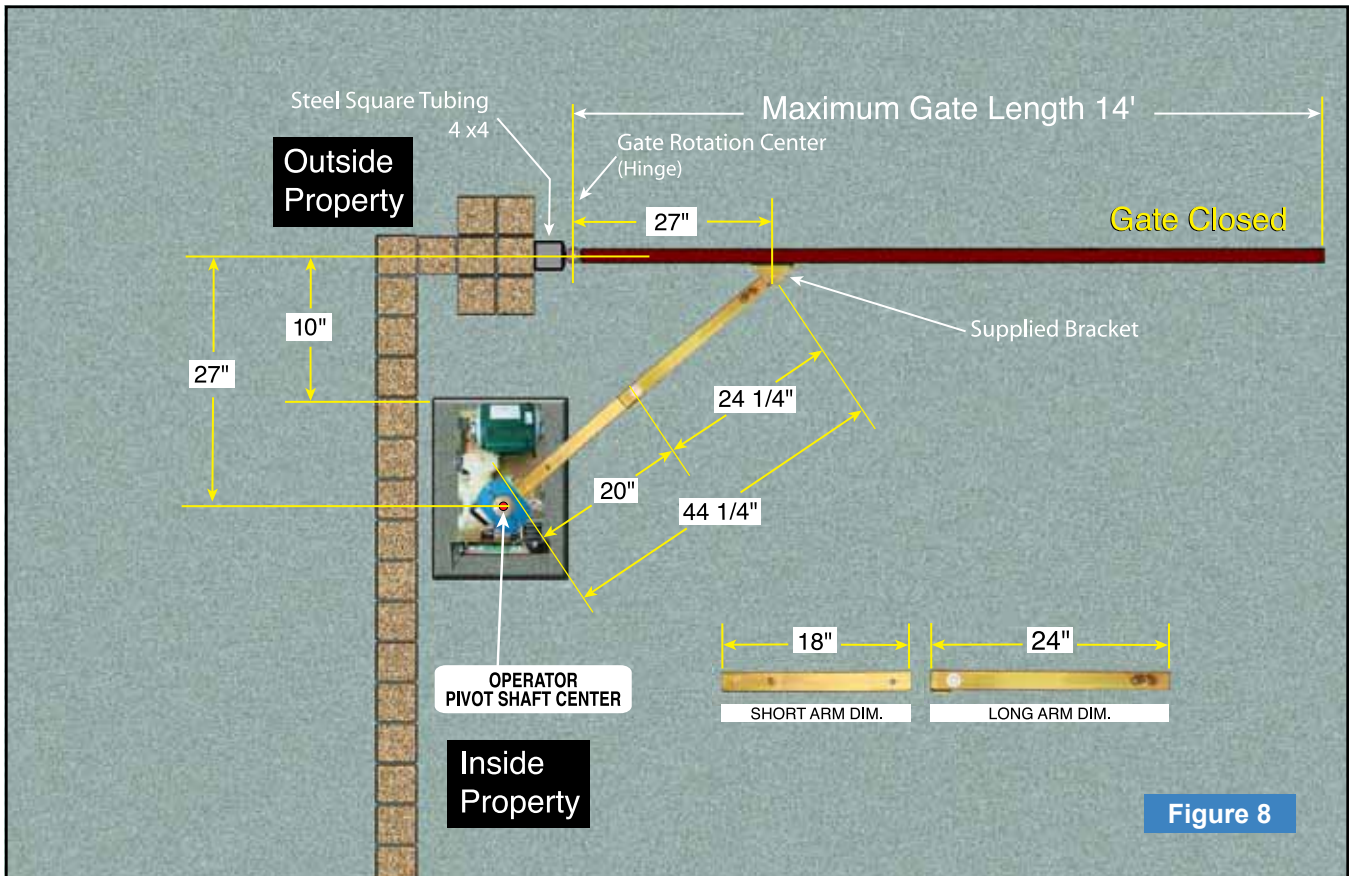 Steel Square Tubing
4 x4
Maximum Gate Length 14'
Gate Rotation Center
(Hinge)
Outside
Property
27"
Gate Closed
10"
27"
Supplied Bracket
24 1/4"
20"
44 1/4"
OPERATOR
PIVOT SHAFT CENTER
18"
24"
SHORT ARM DIM.
LONG ARM DIM.
Inside
Property
Figure 8